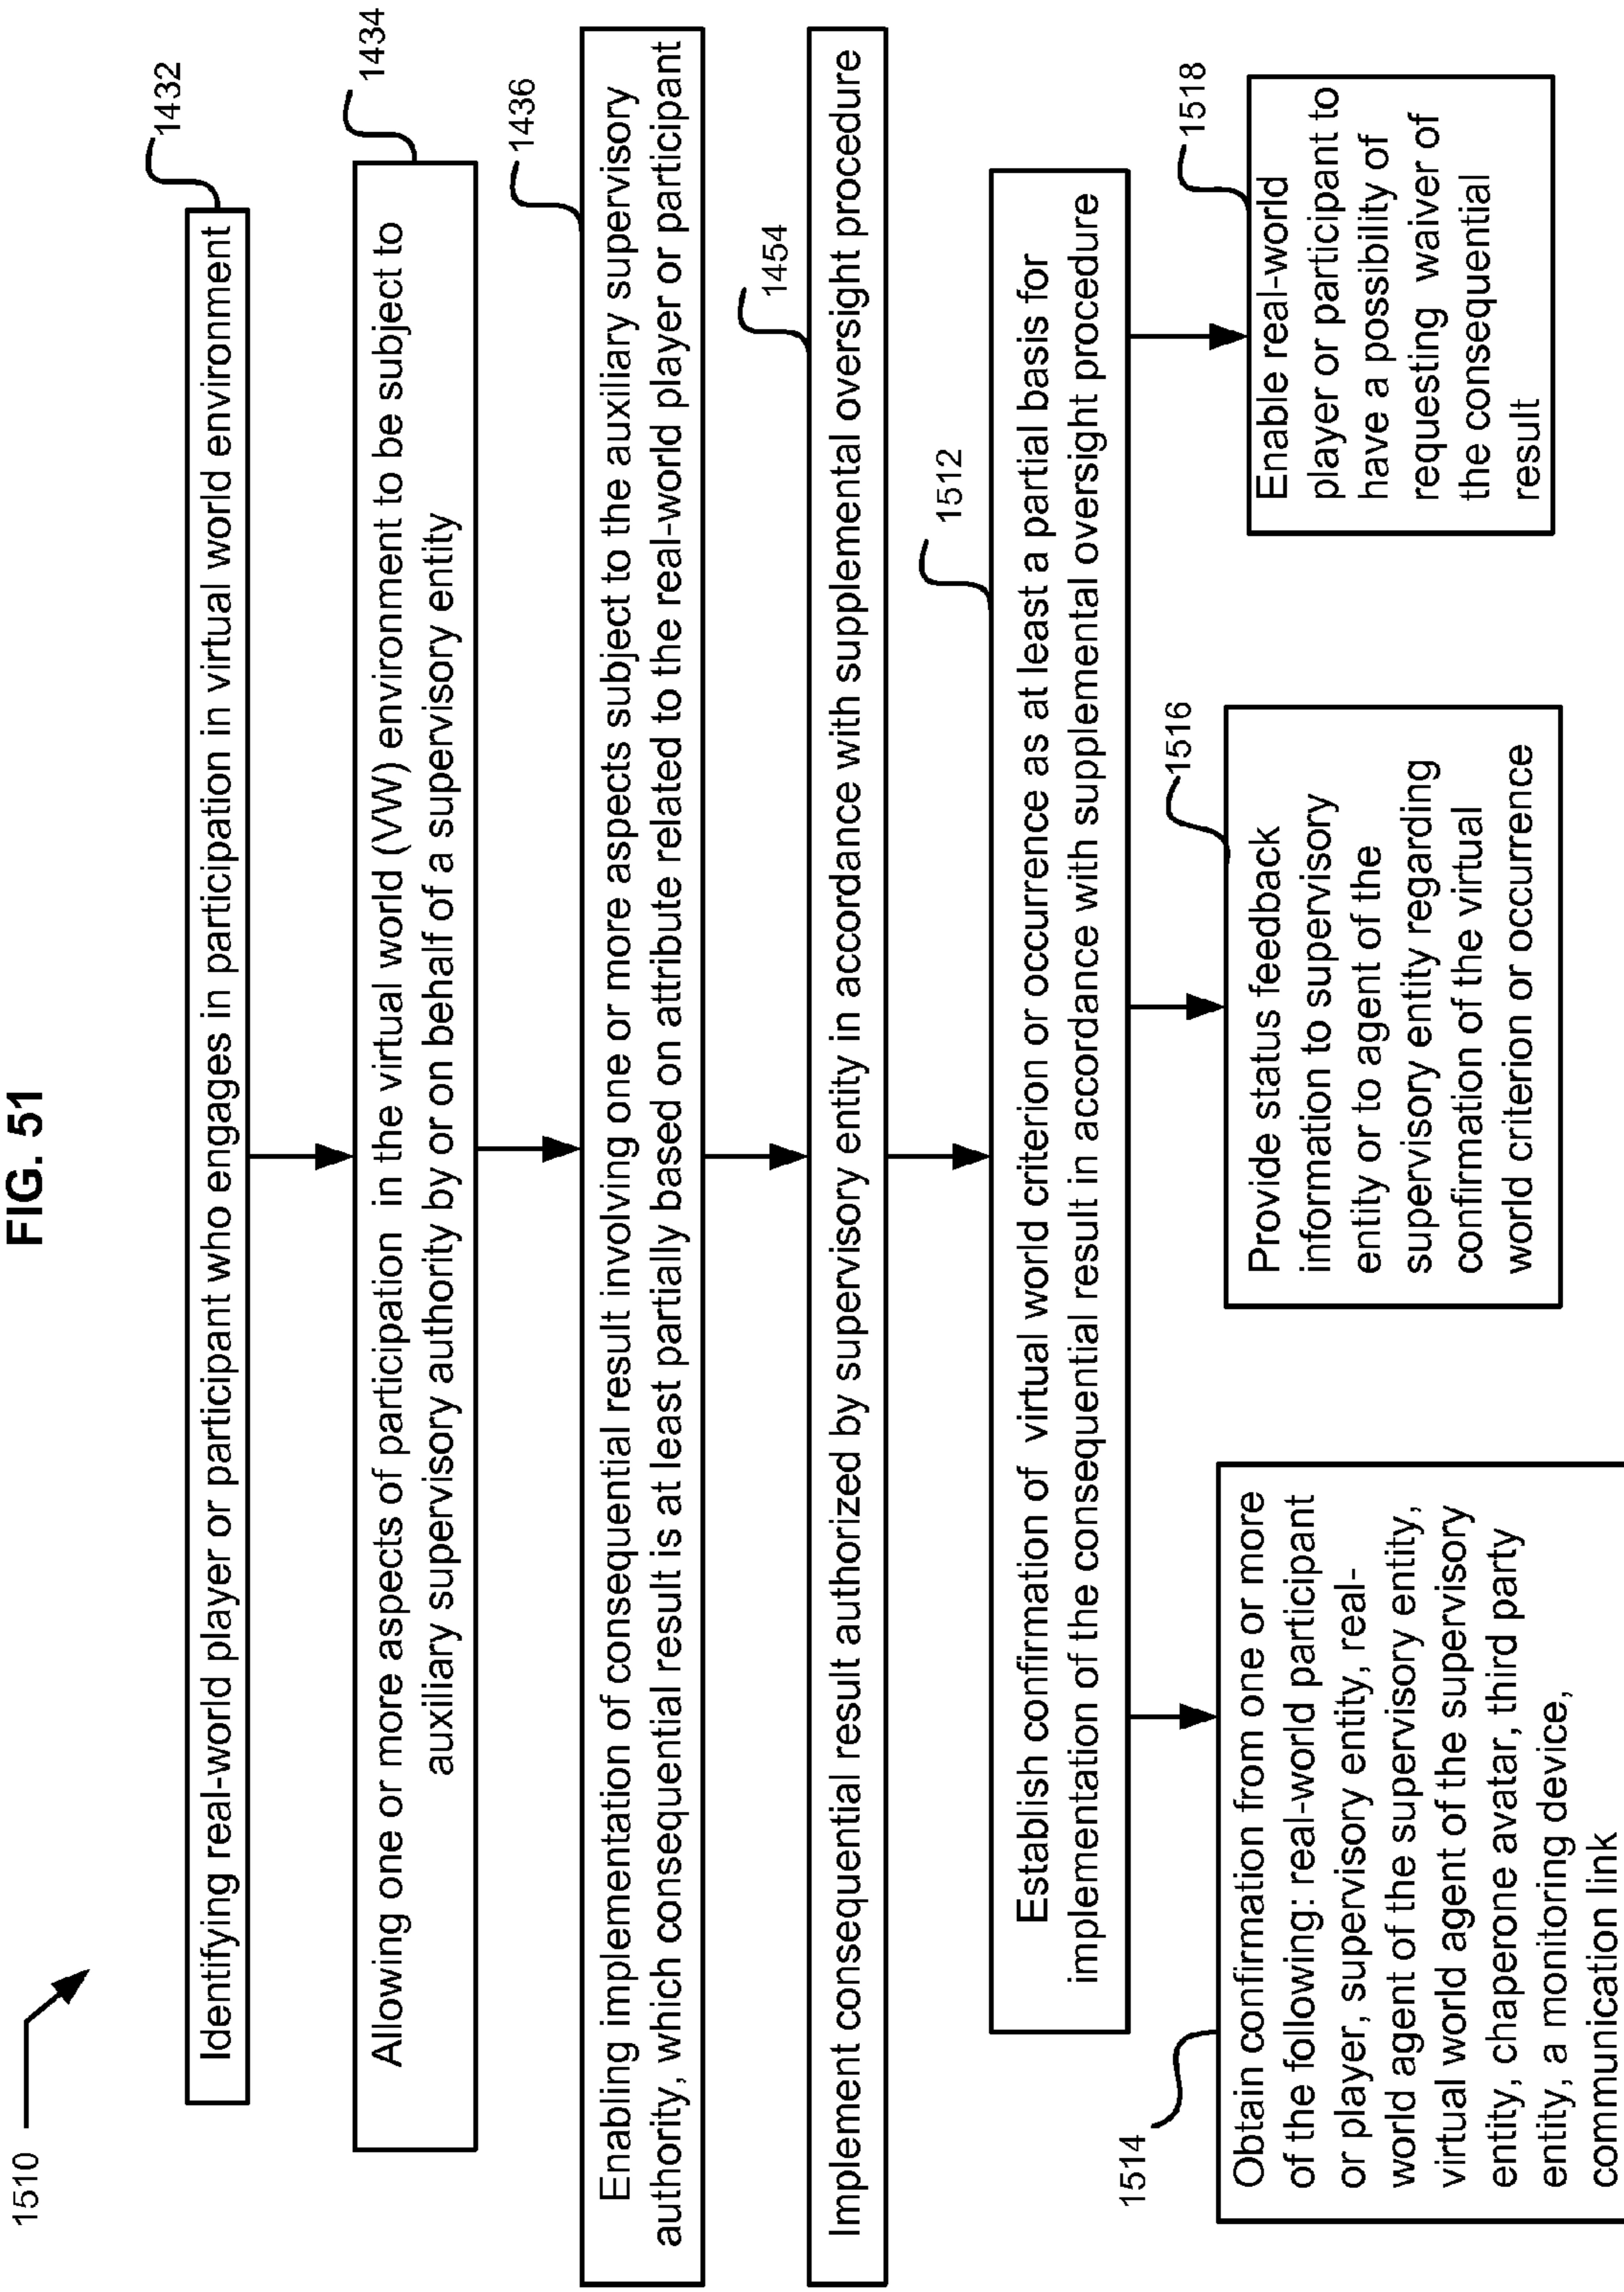 FIG. 51
1510
1432
Identifying real-world player or participant who engages in participation in virtual world environment
1434
Allowing one or more aspects of participation in the virtual world (VW) environment to be subject to
auxiliary supervisory authority by or on behalf of a supervisory entity
1436
Enabling implementation of consequential result involving one or more aspects subject to the auxiliary supervisory
authority, which consequential result is at least partially based on attribute related to the real-world player or participant
1454
Implement consequential result authorized by supervisory entity in accordance with supplemental oversight procedure
1512
Establish confirmation of virtual world criterion or occurrence as at least a partial basis for
implementation of the consequential result in accordance with supplemental oversight procedure
1514
Obtain confirmation from one or more
of the following: real-world participant
or player, supervisory entity, real-
world agent of the supervisory entity,
virtual world agent of the supervisory
entity, chaperone avatar, third party
entity, a monitoring device,
communication link
1516
Provide status feedback
information to supervisory
entity or to agent of the
supervisory entity regarding
confirmation of the virtual
world criterion or occurrence
1518
Enable real-world
player or participant to
have a possibility of
requesting waiver of
the consequential
result